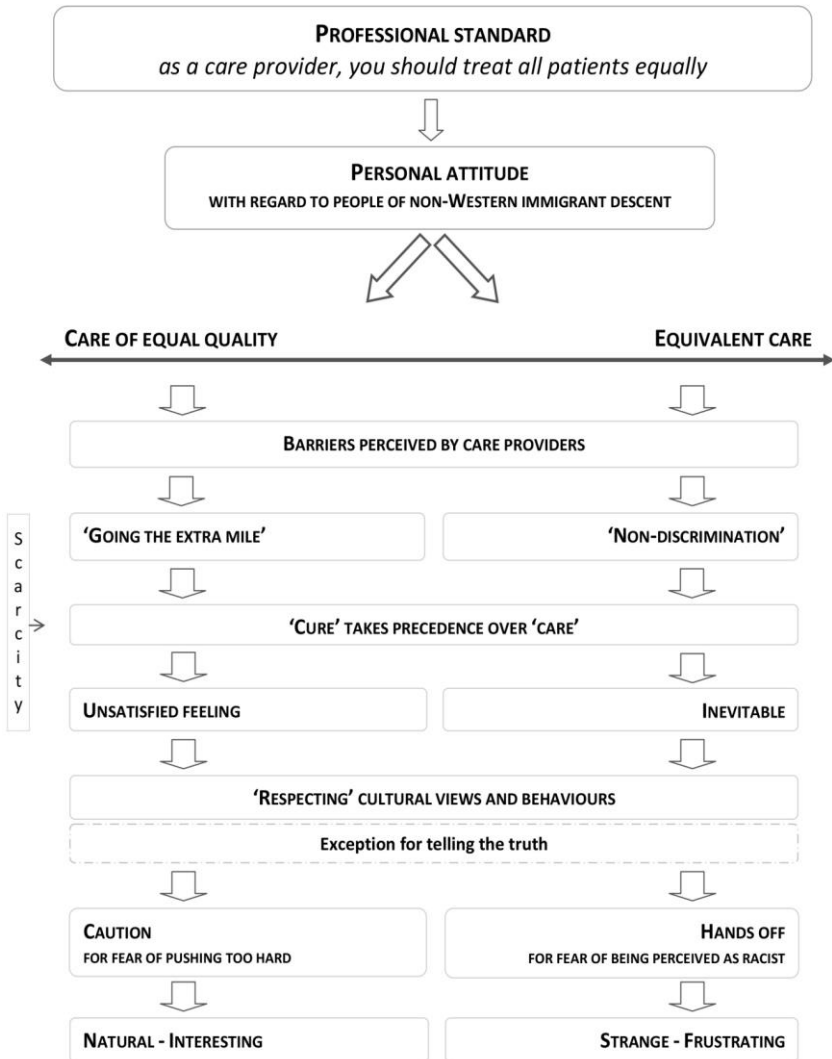 PROFESSIONAL STANDARD
as a care provider, you should treat all patients equally
PERSONAL ATTITUDE
WITH REGARD TO PEOPLE OF NON-WESTERN IMMIGRANT DESCENT
CARE OF EQUAL QUALITY
EQUIVALENT CARE
BARRIERS PERCEIVED BY CARE PROVIDERS
Scarcity
‘GOING THE EXTRA MILE’
‘NON-DISCRIMINATION’
‘CURE’ TAKES PRECEDENCE OVER ‘CARE’
UNSATISFIED FEELING
INEVITABLE
‘RESPECTING’ CULTURAL VIEWS AND BEHAVIOURS
Exception for telling the truth
CAUTION
FOR FEAR OF PUSHING TOO HARD
HANDS OFF
FOR FEAR OF BEING PERCEIVED AS RACIST
NATURAL - INTERESTING
STRANGE - FRUSTRATING